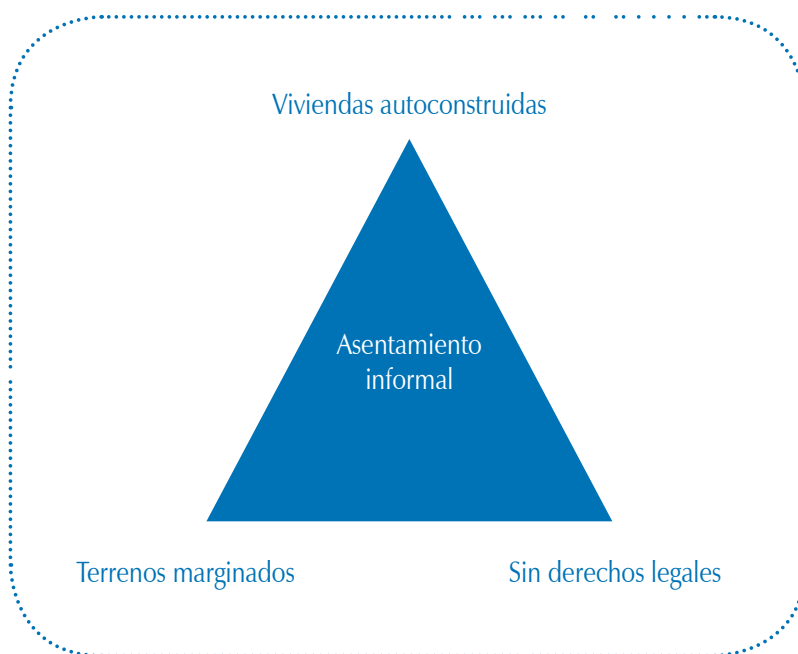 Viviendas autoconstruidas
Asentamiento
informal
Terrenos marginados
Sin derechos legales